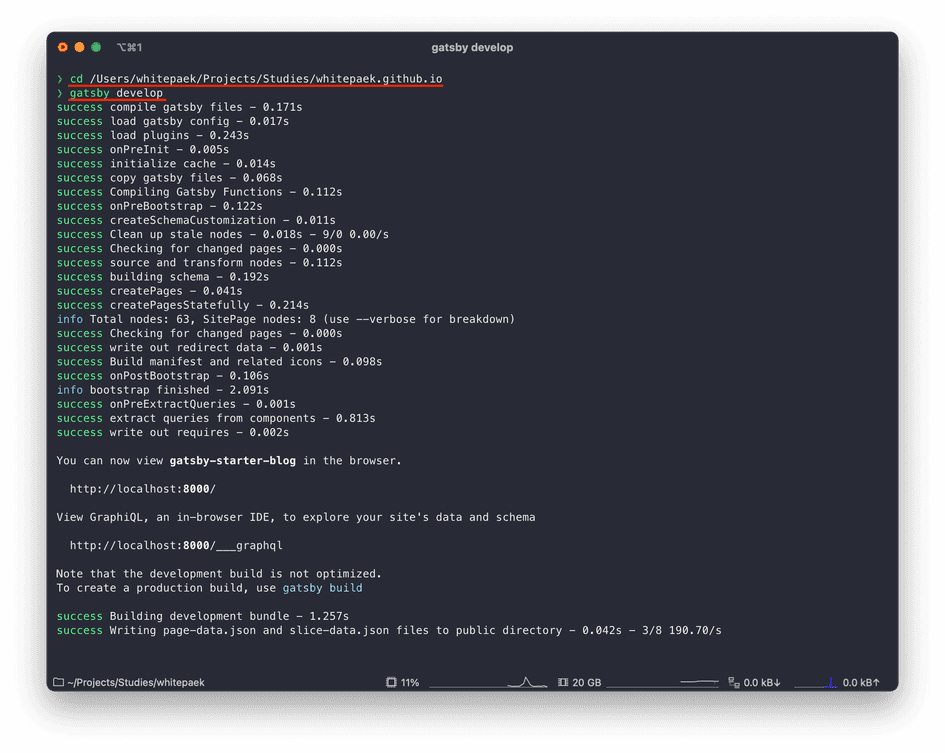 ⌥⌘1 gatsby develop
❯ cd /Users/whitepaek/Projects/Studies/whitepaek.github.io
❯ gatsby develop
success compile gatsby files – 0.171s
success load gatsby config – 0.017s
success load plugins – 0.243s
success onPreInit – 0.005s
success initialize cache – 0.014s
success copy gatsby files – 0.068s
success Compiling Gatsby Functions – 0.112s
success onPreBootstrap – 0.122s
success createSchemaCustomization – 0.011s
success Clean up stale nodes – 0.018s – 9/0 0.00/s
success Checking for changed pages – 0.000s
success source and transform nodes – 0.112s
success building schema – 0.192s
success createPages – 0.041s
success createPagesStatefully – 0.214s
info Total nodes: 63, SitePage nodes: 8 (use --verbose for breakdown)
success Checking for changed pages – 0.000s
success write out redirect data – 0.001s
success Build manifest and related icons – 0.098s
success onPostBootstrap – 0.106s
info bootstrap finished – 2.091s
success onPreExtractQueries – 0.001s
success extract queries from components – 0.813s
success write out requires – 0.002s
You can now view gatsby-starter-blog in the browser.
http://localhost:8000/
View GraphiQL, an in-browser IDE, to explore your site's data and schema
http://localhost:8000/___graphql
Note that the development build is not optimized.
To create a production build, use gatsby build
success Building development bundle – 1.257s
success Writing page-data.json and slice-data.json files to public directory – 0.042s – 3/8 190.70/s
~/Projects/Studies/whitepaek 11% 20 GB 0.0 kB↓ 0.0 kB↑